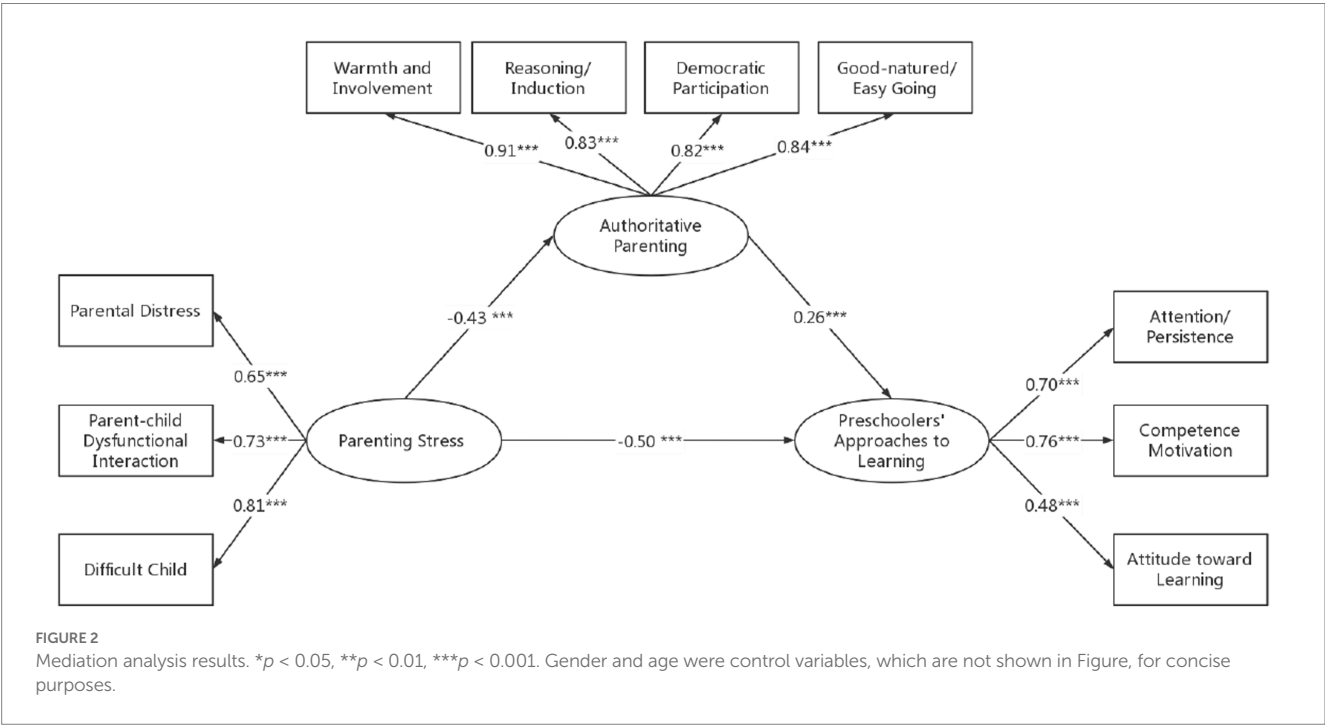 Warmth and
Involvement
Reasoning/
Induction
Democratic
Participation
Good-natured/
Easy Going
0.91***
0.83***
0.82***
0.84***
Authoritative
Parenting
Parental Distress
-0.43 ***
0.26***
Attention/
Persistence
0.65***
0.70***
Parent-child
Dysfunctional
Interaction
0.73***
Parenting Stress
-0.50 ***
Preschoolers'
Approaches to
Learning
0.76***
Competence
Motivation
0.81***
0.48***
Difficult Child
Attitude toward
Learning
FIGURE 2
Mediation analysis results. *p < 0.05, **p < 0.01, ***p < 0.001. Gender and age were control variables, which are not shown in Figure, for concise
purposes.